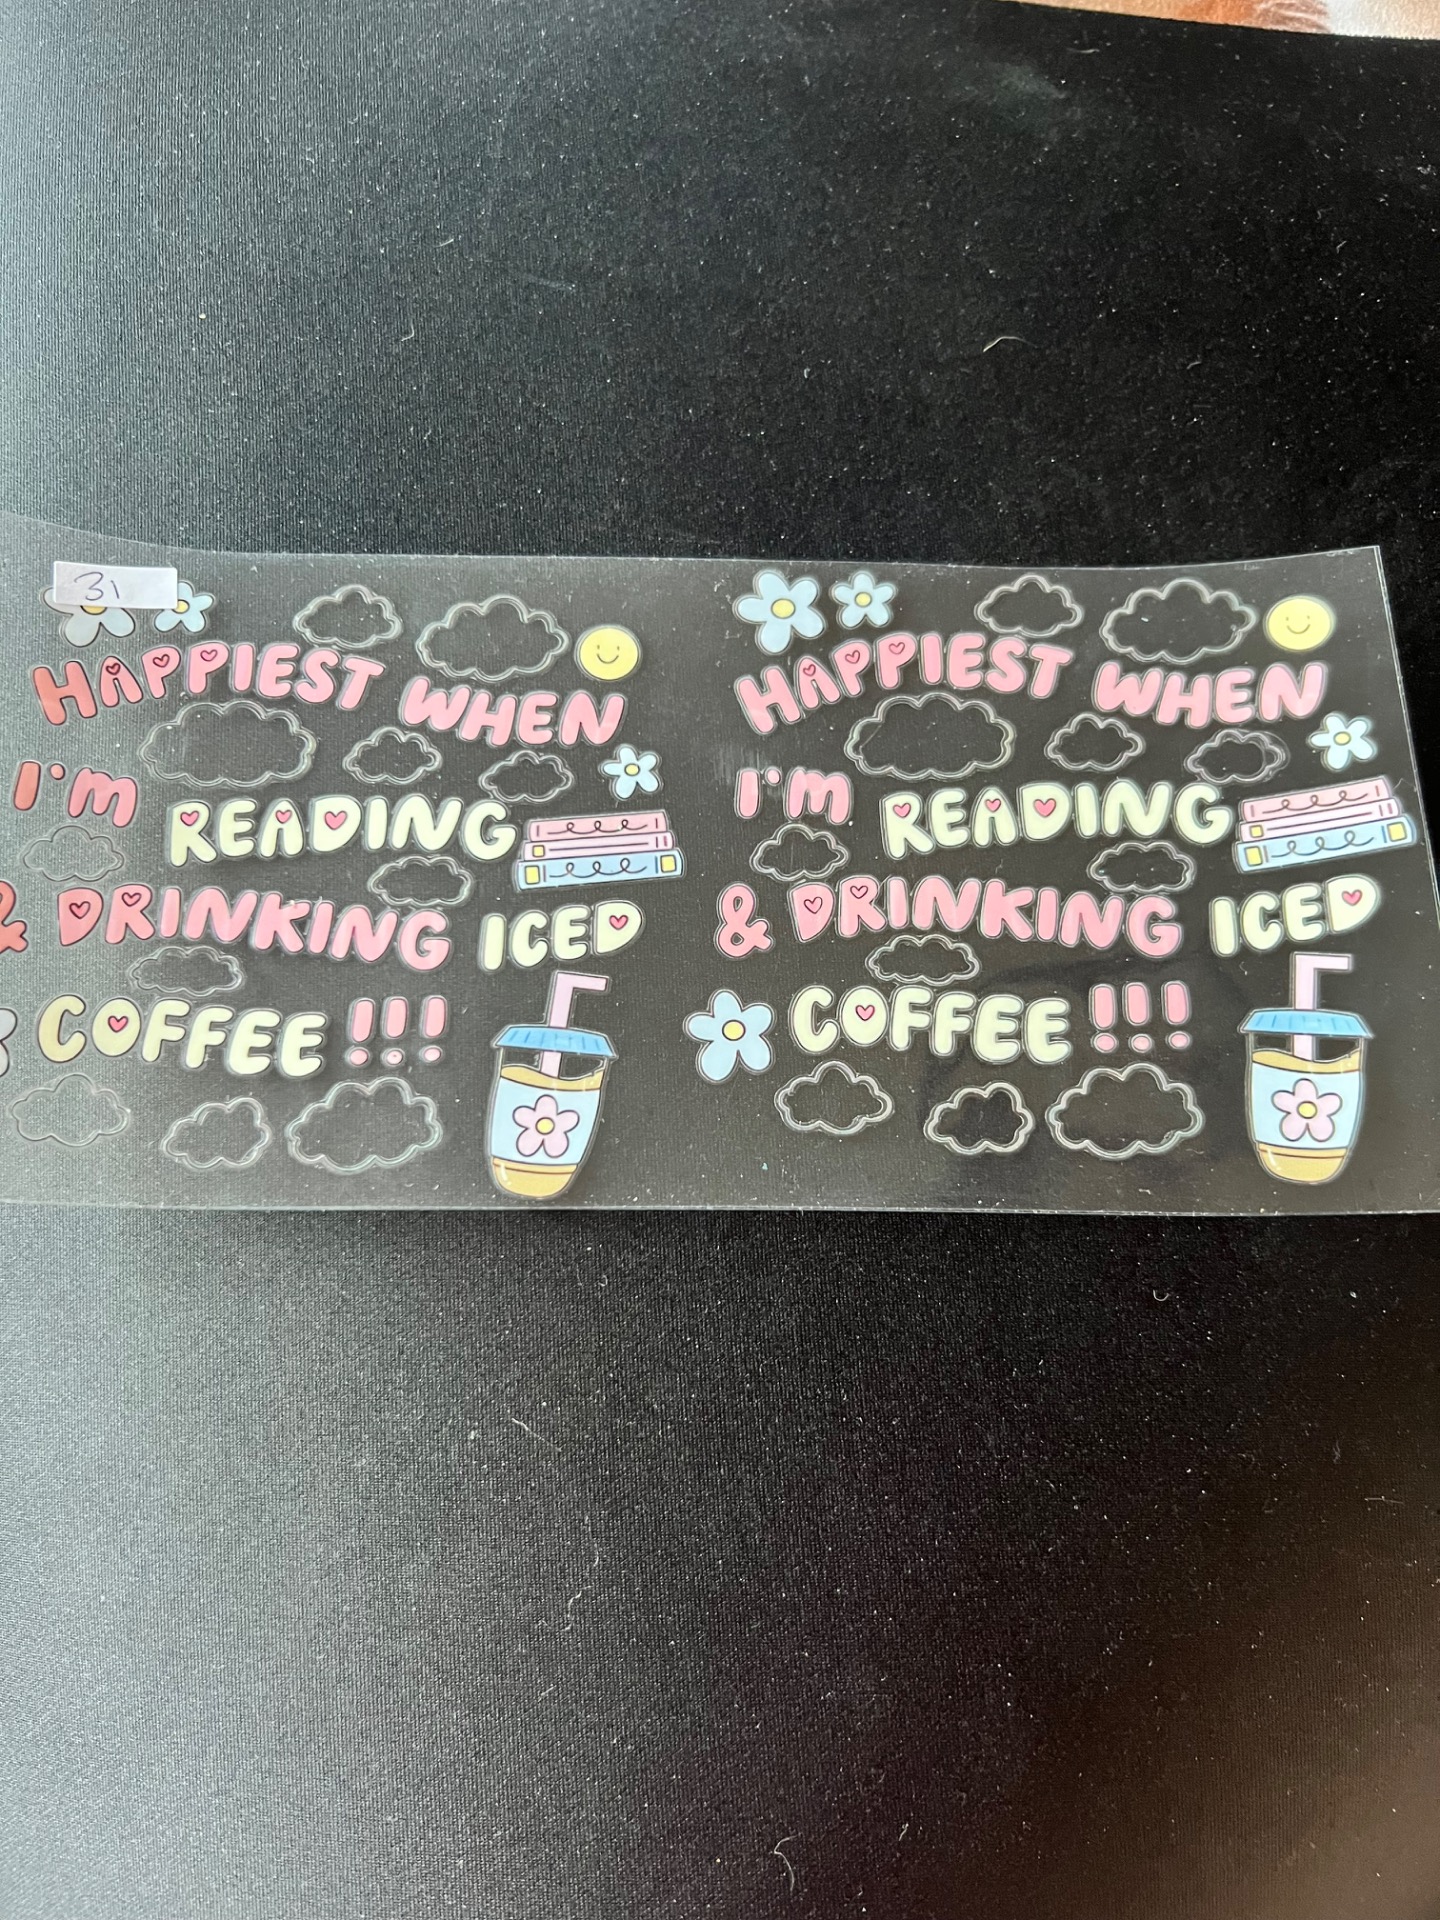 31
HAPPIEST WHEN
I'm READING
& DRINKING ICED
COFFEE !!!
HAPPIEST WHEN
I'm READING
& DRINKING ICED
COFFEE !!!